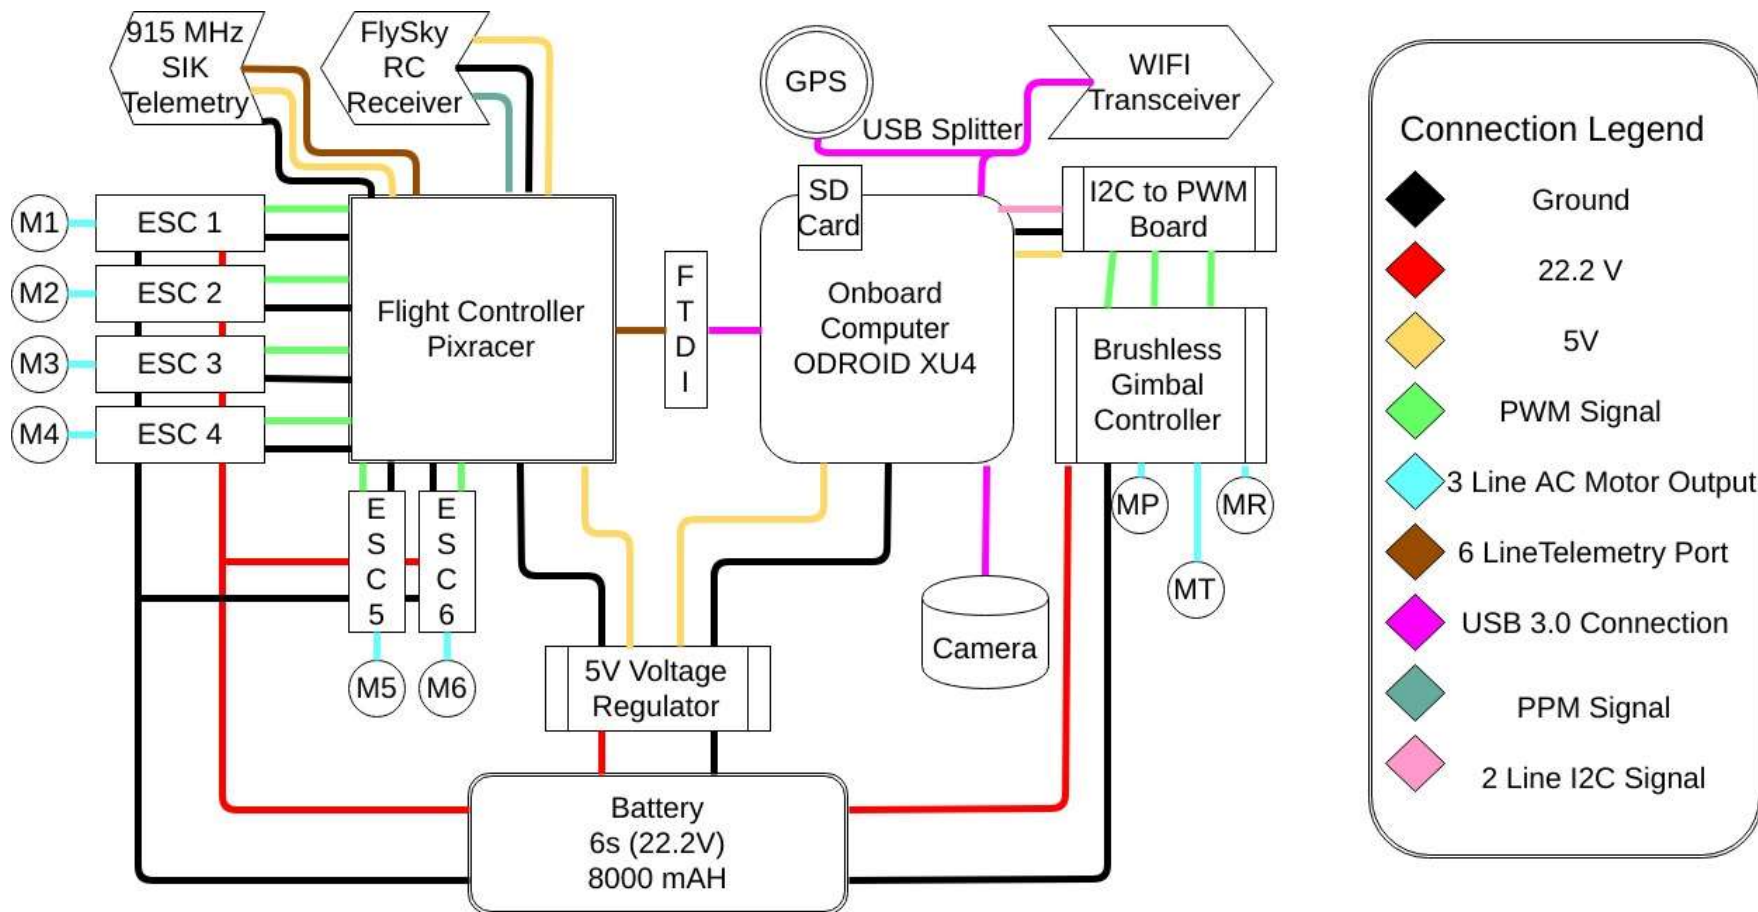 915 MHz
SIK
Telemetry
FlySky
RC
Receiver
GPS
USB Splitter
WIFI
Transceiver
SD
Card
I2C to PWM
Board
M1
ESC 1
M2
ESC 2
M3
ESC 3
M4
ESC 4
Flight Controller
Pixracer
F
T
D
I
Onboard
Computer
ODROID XU4
Brushless
Gimbal
Controller
MP
MR
MT
E
S
C
5
E
S
C
6
M5
M6
5V Voltage
Regulator
Camera
Battery
6s (22.2V)
8000 mAH
Connection Legend
Ground
22.2 V
5V
PWM Signal
3 Line AC Motor Output
6 LineTelemetry Port
USB 3.0 Connection
PPM Signal
2 Line I2C Signal